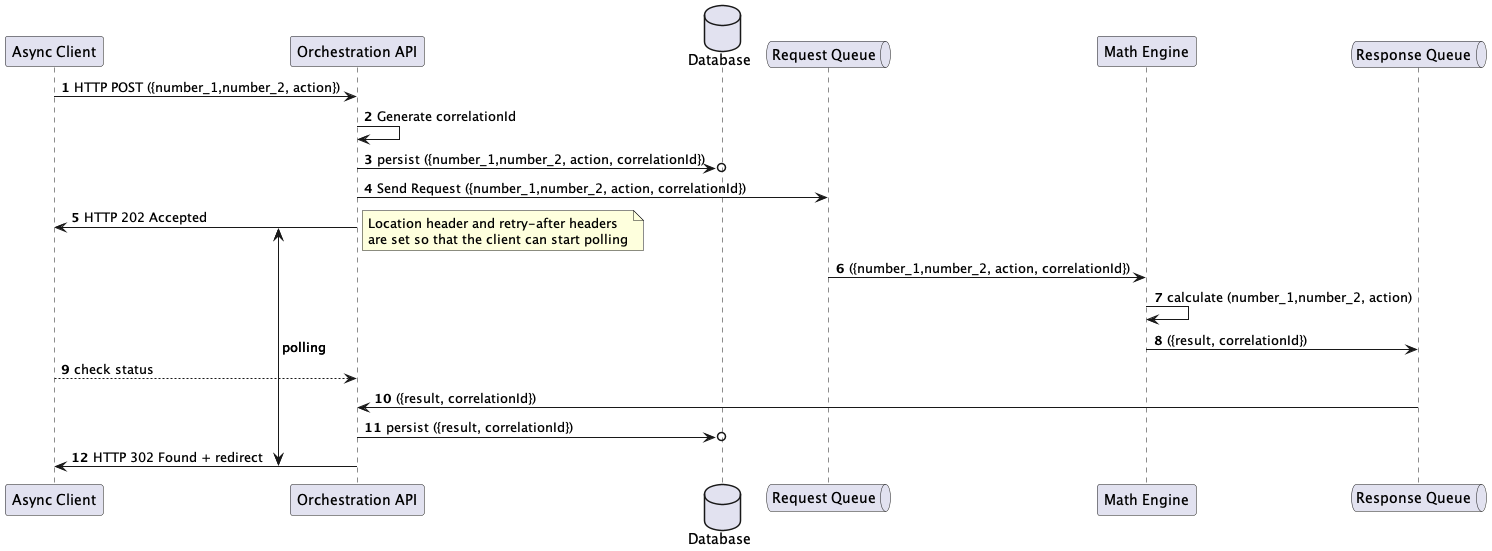 Async Client
Orchestration API
Database
Request Queue
Math Engine
Response Queue
1 HTTP POST ({number_1,number_2, action})
2 Generate correlationId
3 persist ({number_1,number_2, action, correlationId})
4 Send Request ({number_1,number_2, action, correlationId})
5 HTTP 202 Accepted
Location header and retry-after headers
are set so that the client can start polling
6 ({number_1,number_2, action, correlationId})
7 calculate (number_1,number_2, action)
8 ({result, correlationId})
polling
9 check status
10 ({result, correlationId})
11 persist ({result, correlationId})
12 HTTP 302 Found + redirect
Async Client
Orchestration API
Database
Request Queue
Math Engine
Response Queue